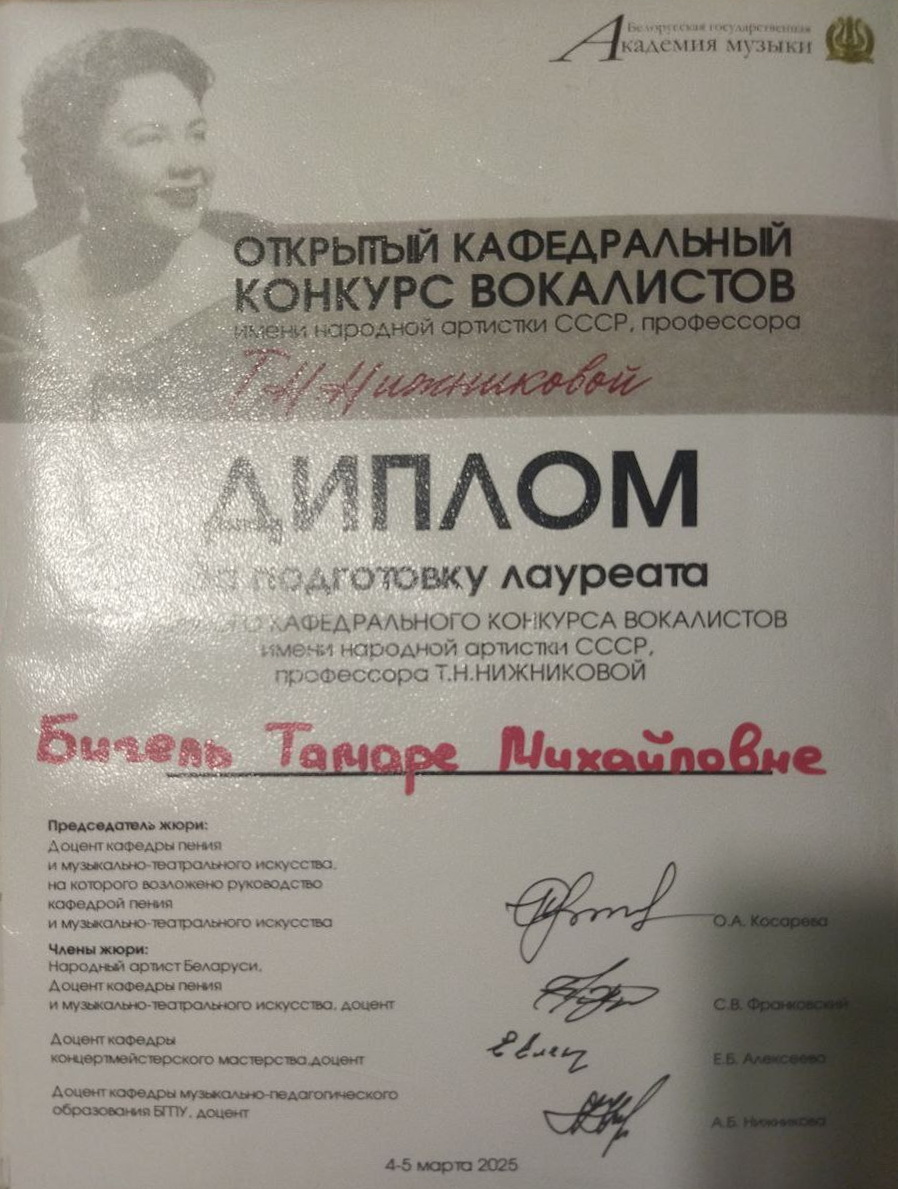 Белорусская государственная
Академия музыки
ОТКРЫТЫЙ КАФЕДРАЛЬНЫЙ
КОНКУРС ВОКАЛИСТОВ
имени народной артистки СССР, профессора
Т Н Нижниковой
ДИПЛОМ
за подготовку лауреата
КАФЕДРАЛЬНОГО КОНКУРСА ВОКАЛИСТОВ
имени народной артистки СССР,
профессора Т.Н.НИЖНИКОВОЙ
Бигель Тамаре Михайловне
Председатель жюри:
Доцент кафедры пения
и музыкально-театрального искусства,
на которого возложено руководство
кафедрой пения
и музыкально-театрального искусства
О.А. Косарева
Члены жюри:
Народный артист Беларуси,
Доцент кафедры пения
и музыкально-театрального искусства, доцент
С.В. Франковский
Доцент кафедры
концертмейстерского мастерства,доцент
Е.Б. Алексеева
Доцент кафедры музыкально-педагогического
образования БГПУ, доцент
А.Б. Нижникова
4-5 марта 2025